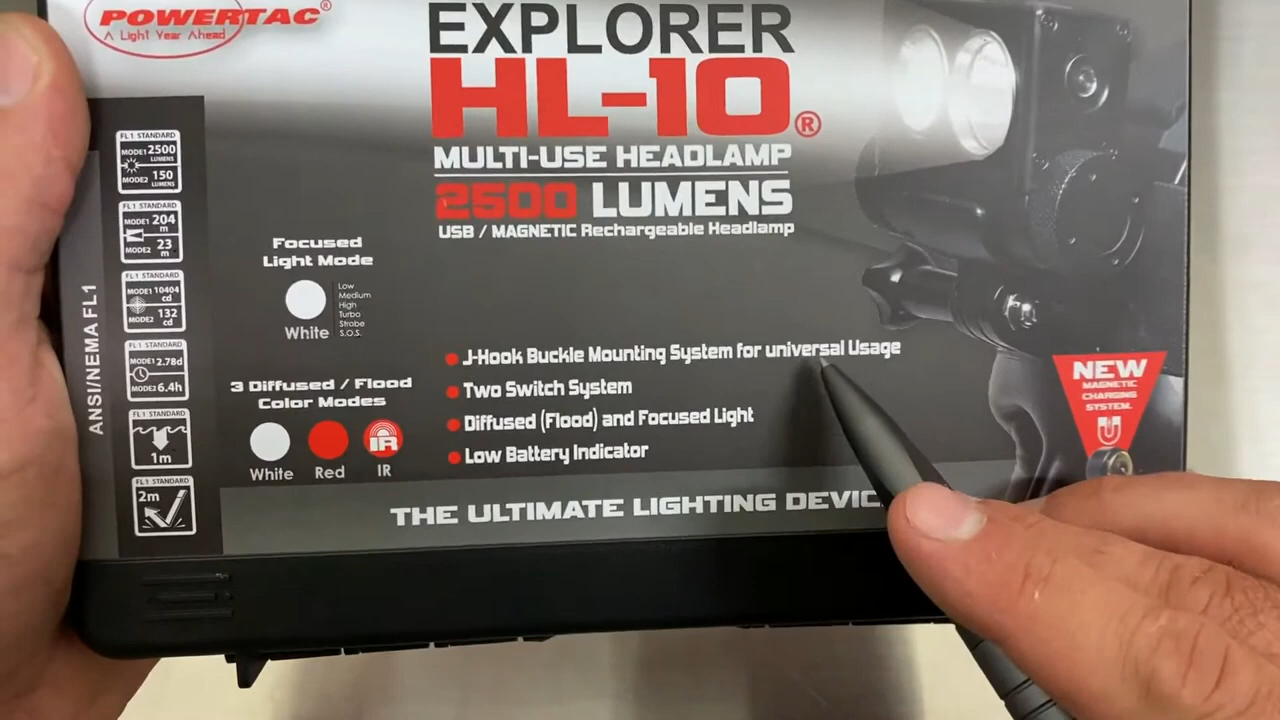 POWERTAC®
A Light Year Ahead
EXPLORER
HL-10®
MULTI-USE HEADLAMP
2500 LUMENS
USB / MAGNETIC Rechargeable Headlamp
ANSI/NEMA FL1
FL1 STANDARD
MODE1 2500 LUMENS
MODE2 150 LUMENS
FL1 STANDARD
MODE1 204 m
MODE2 23 m
FL1 STANDARD
MODE1 10404 cd
MODE2 132 cd
FL1 STANDARD
MODE1 2.78d
MODE2 6.4h
FL1 STANDARD
1m
FL1 STANDARD
2m
Focused
Light Mode
White
Low
Medium
High
Turbo
Strobe
S.O.S.
3 Diffused / Flood
Color Modes
IR
White
Red
IR
J-Hook Buckle Mounting System for universal Usage
Two Switch System
Diffused (Flood) and Focused Light
Low Battery Indicator
NEW
MAGNETIC
CHARGING
SYSTEM.
THE ULTIMATE LIGHTING DEVIC